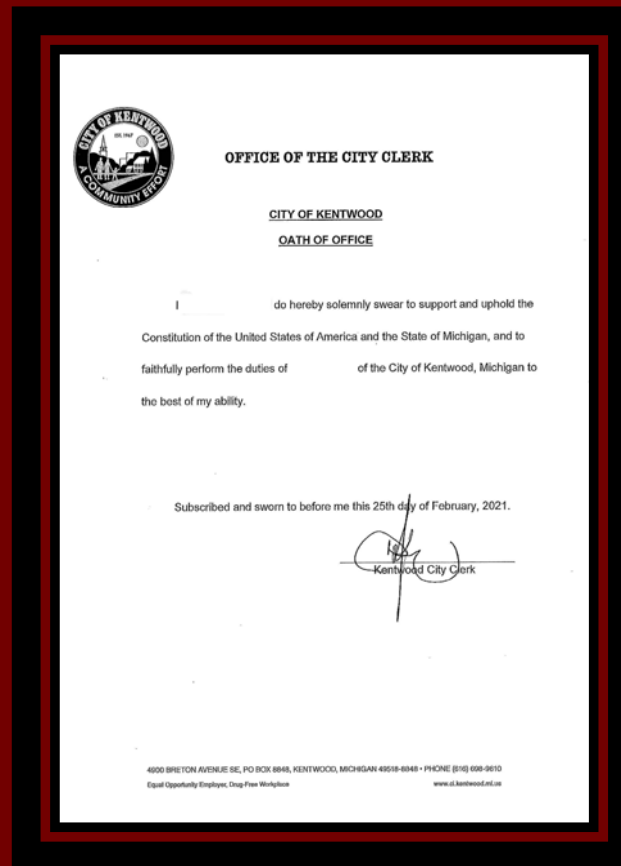 CITY OF KENTWOOD
EST. 1967
A COMMUNITY EFFORT
OFFICE OF THE CITY CLERK
CITY OF KENTWOOD
OATH OF OFFICE
I do hereby solemnly swear to support and uphold the
Constitution of the United States of America and the State of Michigan, and to
faithfully perform the duties of of the City of Kentwood, Michigan to
the best of my ability.
Subscribed and sworn to before me this 25th day of February, 2021.
Kentwood City Clerk
4900 BRETON AVENUE SE, PO BOX 8848, KENTWOOD, MICHIGAN 49518-8848 • PHONE (616) 698-9610
Equal Opportunity Employer, Drug-Free Workplace www.ci.kentwood.mi.us